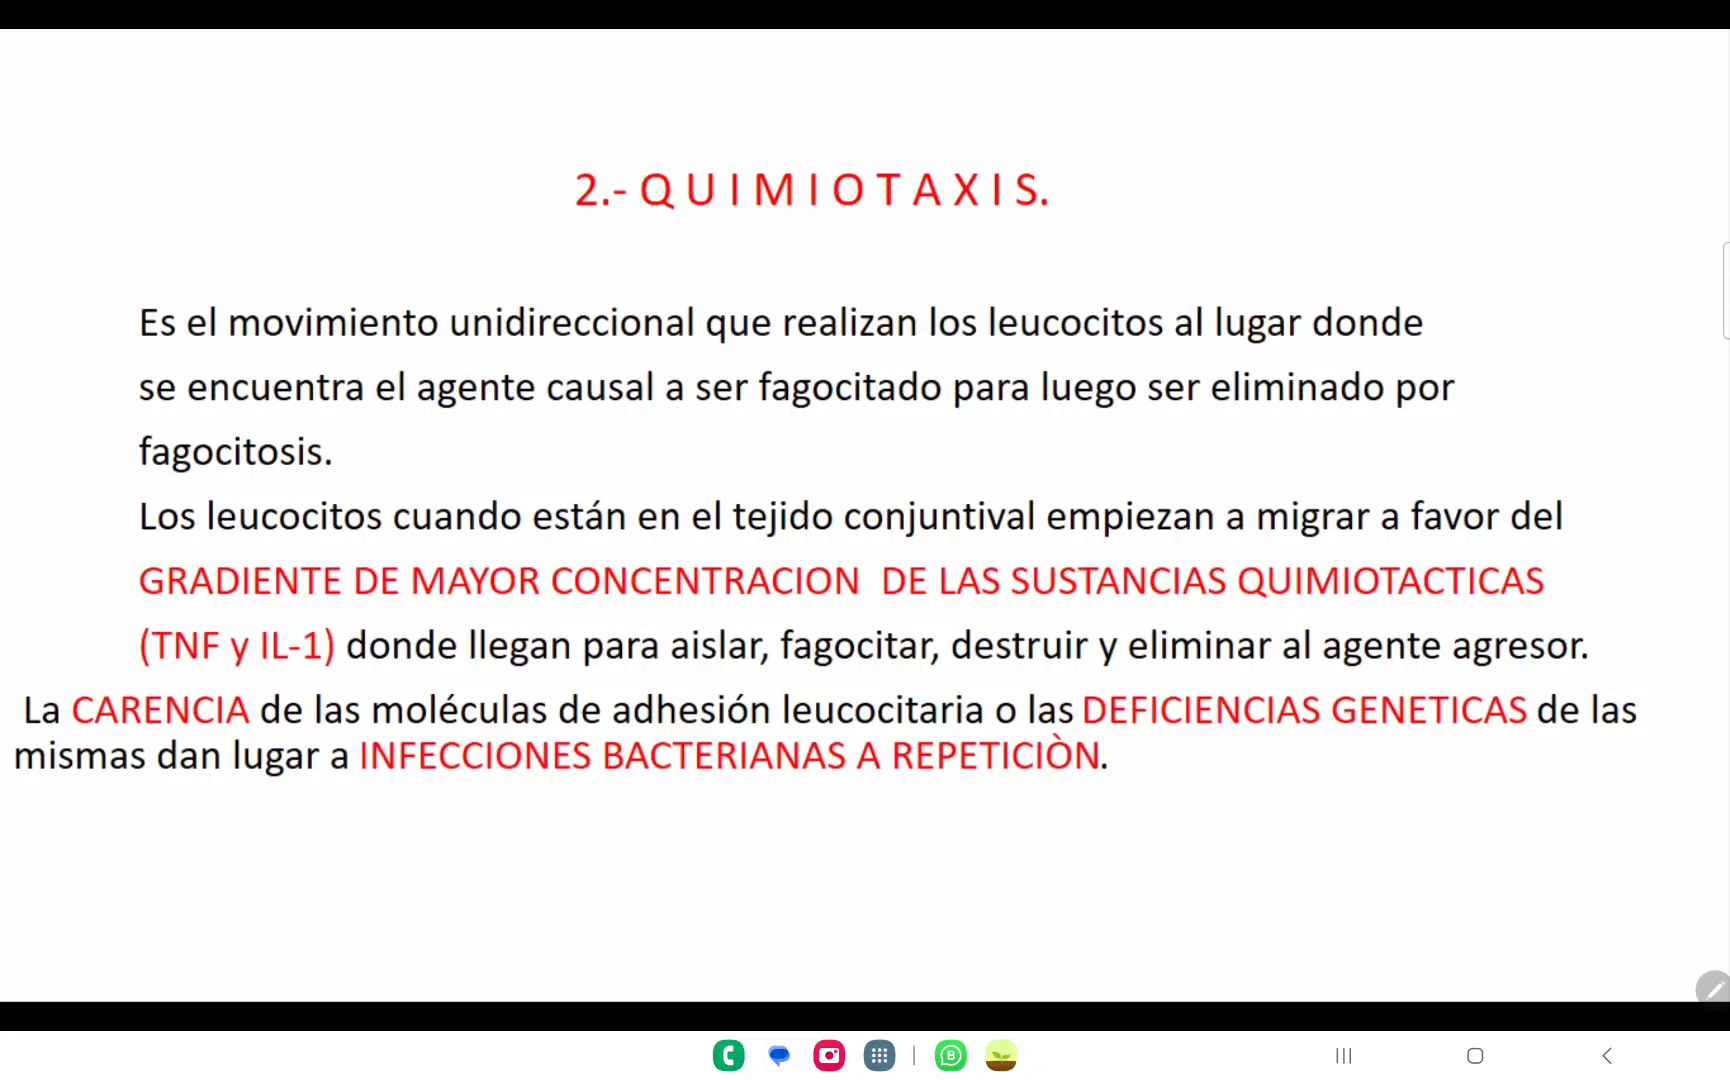 2.- Q U I M I O T A X I S.
Es el movimiento unidireccional que realizan los leucocitos al lugar donde
se encuentra el agente causal a ser fagocitado para luego ser eliminado por
fagocitosis.
Los leucocitos cuando están en el tejido conjuntival empiezan a migrar a favor del
GRADIENTE DE MAYOR CONCENTRACION DE LAS SUSTANCIAS QUIMIOTACTICAS
(TNF y IL-1) donde llegan para aislar, fagocitar, destruir y eliminar al agente agresor.
La CARENCIA de las moléculas de adhesión leucocitaria o las DEFICIENCIAS GENETICAS de las
mismas dan lugar a INFECCIONES BACTERIANAS A REPETICIÒN.